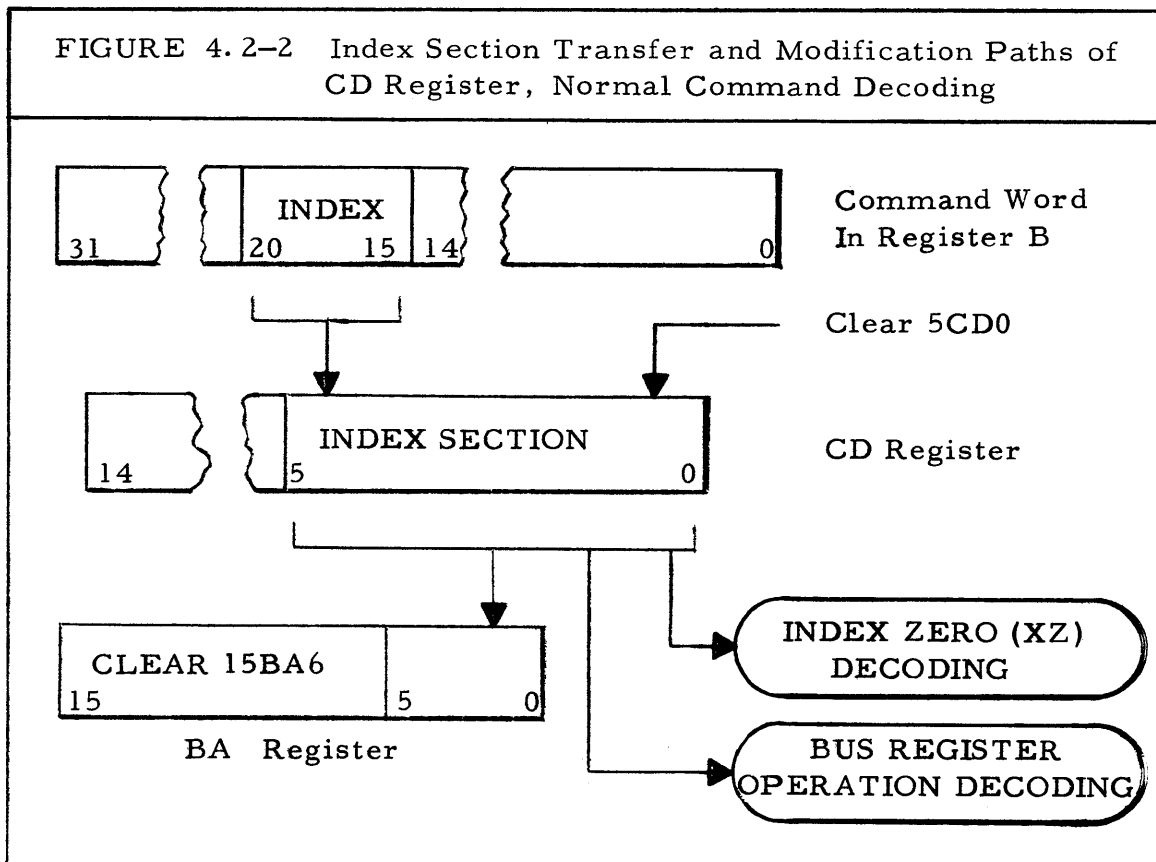 FIGURE 4.2-2 Index Section Transfer and Modification Paths of
CD Register, Normal Command Decoding
INDEX
31 20 15 14 0
Command Word
In Register B
Clear 5CD0
INDEX SECTION
14 5 0
CD Register
CLEAR 15BA6
15 5 0
BA Register
INDEX ZERO (XZ)
DECODING
BUS REGISTER
OPERATION DECODING